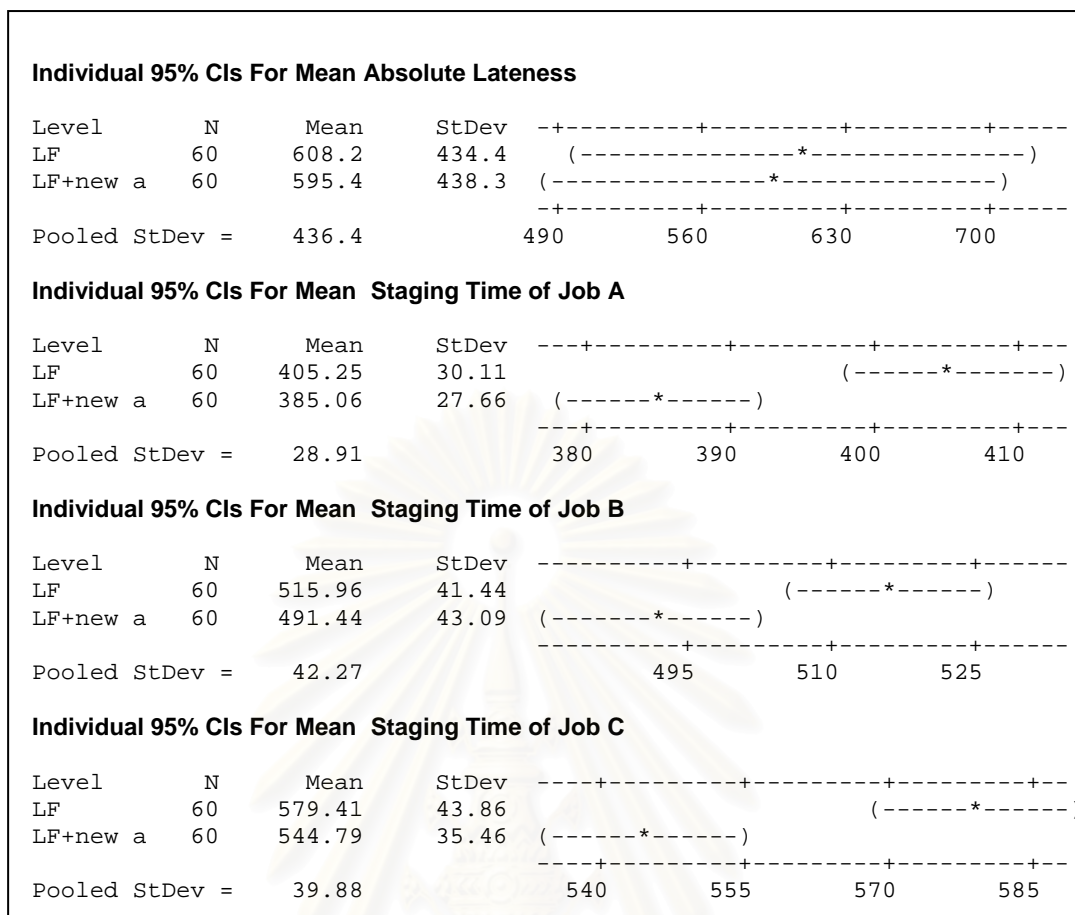 Individual 95% CIs For Mean Absolute Lateness
Level       N      Mean     StDev  -+---------+---------+---------+-----
LF         60     608.2     434.4    (---------------*---------------)
LF+new a   60     595.4     438.3  (---------------*---------------)
                                   -+---------+---------+---------+-----
Pooled StDev =    436.4           490       560       630       700
Individual 95% CIs For Mean  Staging Time of Job A
Level       N      Mean     StDev  ---+---------+---------+---------+---
LF         60    405.25     30.11                        (------*-------)
LF+new a   60    385.06     27.66   (------*------)
                                   ---+---------+---------+---------+---
Pooled StDev =    28.91             380       390       400       410
Individual 95% CIs For Mean  Staging Time of Job B
Level       N      Mean     StDev  ----------+---------+---------+------
LF         60    515.96     41.44                    (------*------)
LF+new a   60    491.44     43.09  (-------*------)
                                   ----------+---------+---------+------
Pooled StDev =    42.27                    495       510       525
Individual 95% CIs For Mean  Staging Time of Job C
Level       N      Mean     StDev  ----+---------+---------+---------+--
LF         60    579.41     43.86                          (------*------)
LF+new a   60    544.79     35.46  (------*------)
                                   ----+---------+---------+---------+--
Pooled StDev =    39.88              540       555       570       585